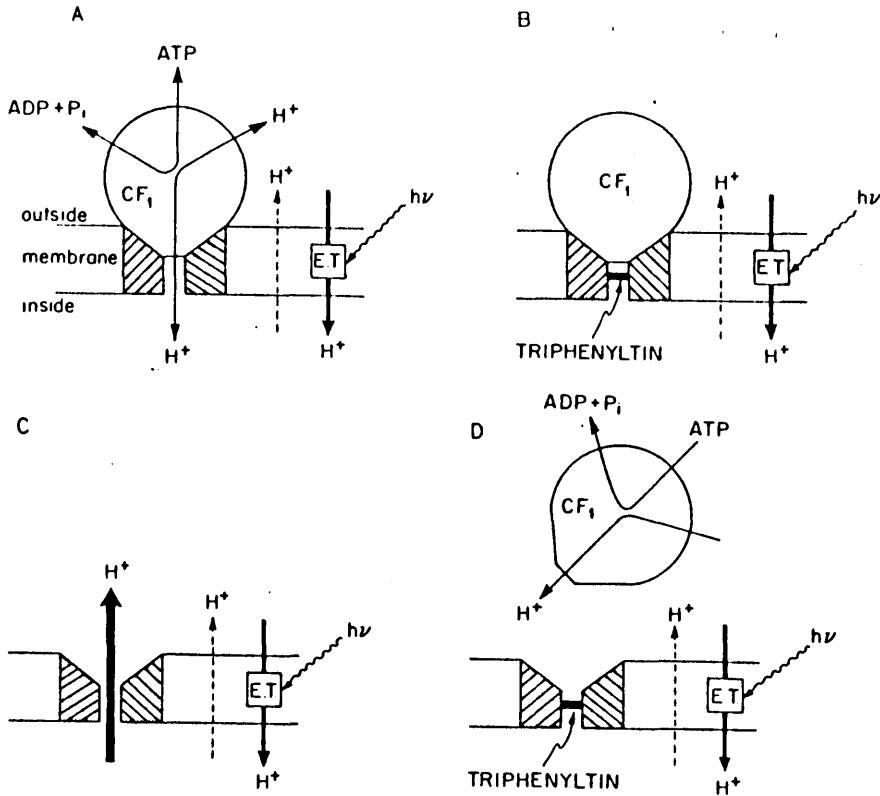 A
ATP
ADP + Pi
H+
CF1
H+
hν
outside
membrane
E.T
inside
H+
H+
B
CF1
H+
hν
E.T
TRIPHENYLTIN
H+
C
H+
H+
hν
E.T
H+
D
ADP + Pi
ATP
CF1
H+
H+
hν
E T
TRIPHENYLTIN
H+